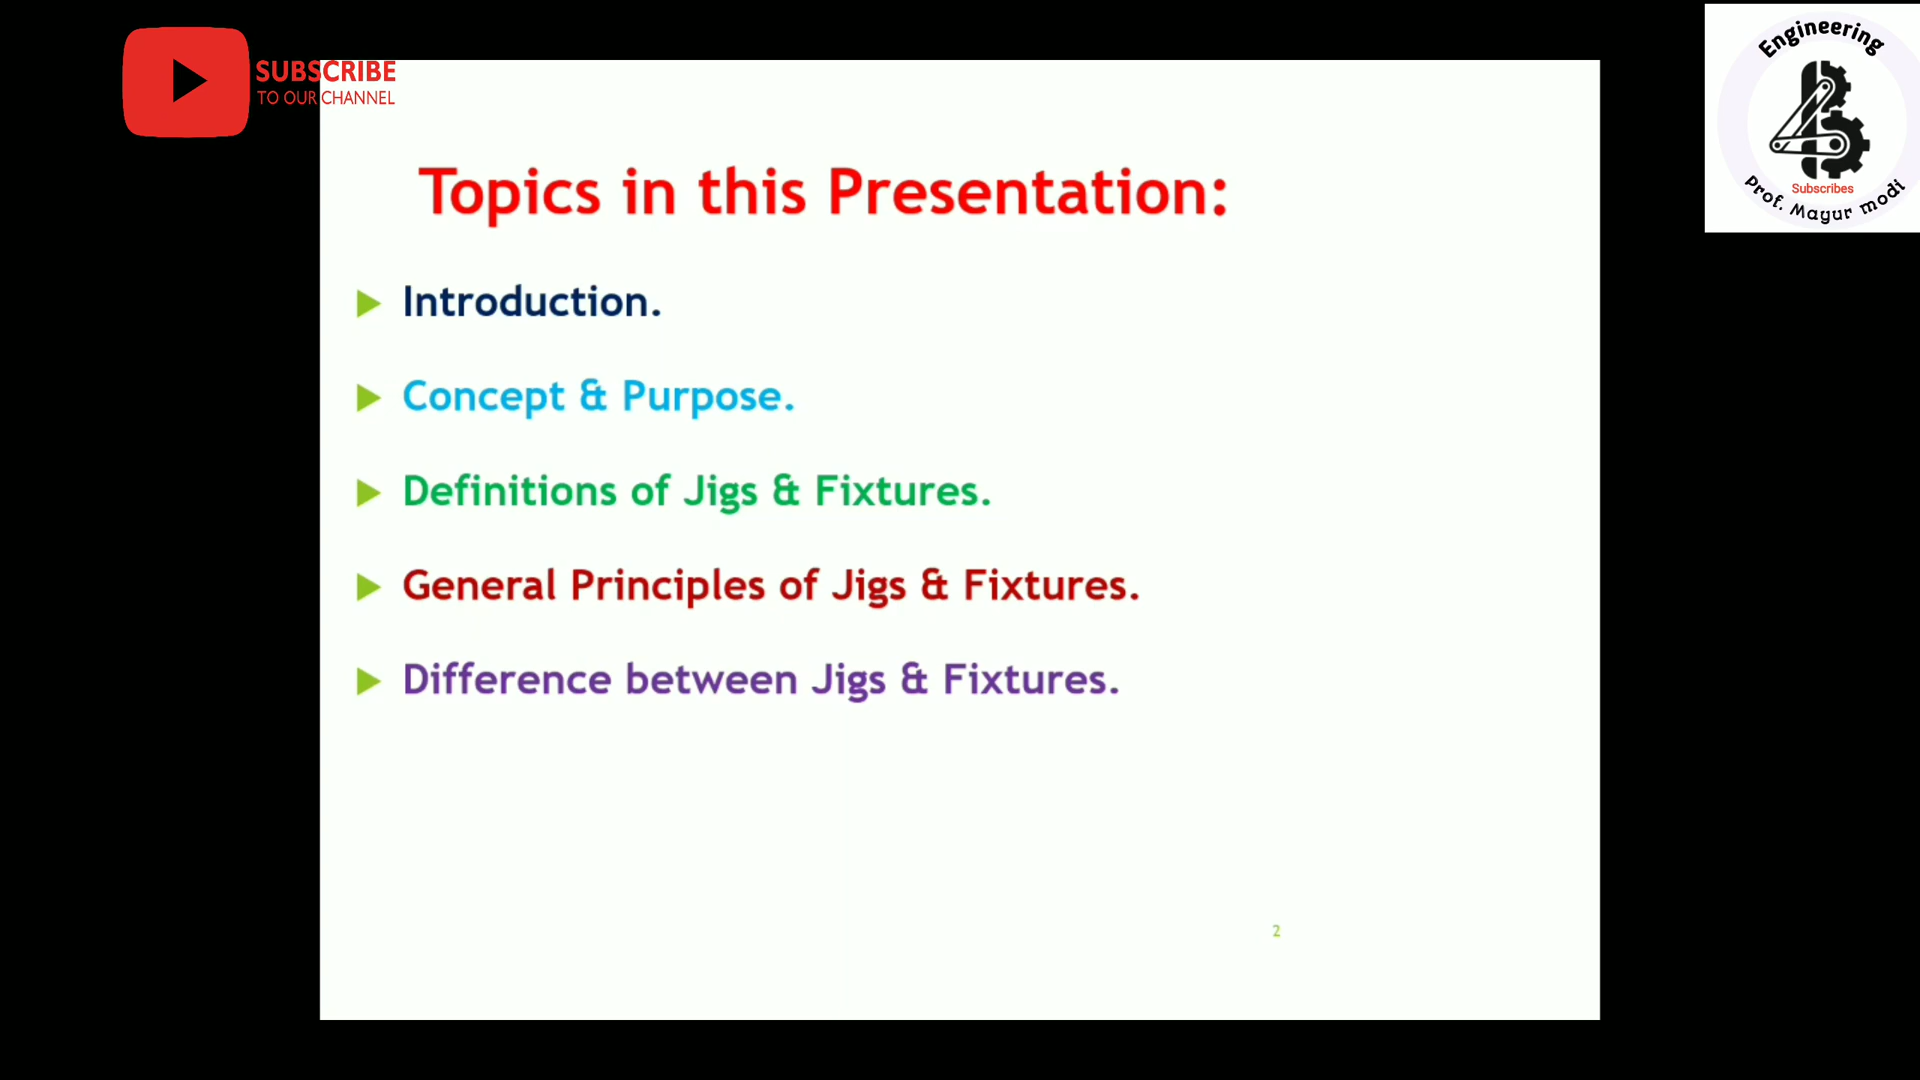 SUBSCRIBE
TO OUR CHANNEL
Engineering
Subscribes
Prof. Mayur modi
Topics in this Presentation:
Introduction.
Concept & Purpose.
Definitions of Jigs & Fixtures.
General Principles of Jigs & Fixtures.
Difference between Jigs & Fixtures.
2